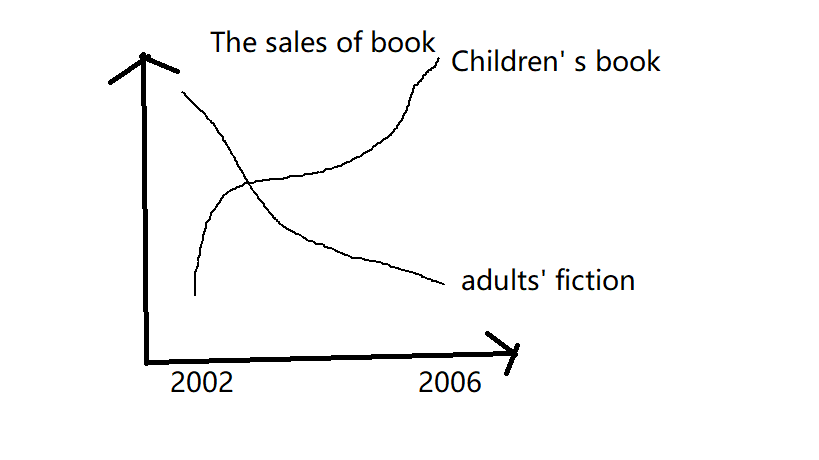 The sales of book
Children' s book
adults' fiction
2002
2006